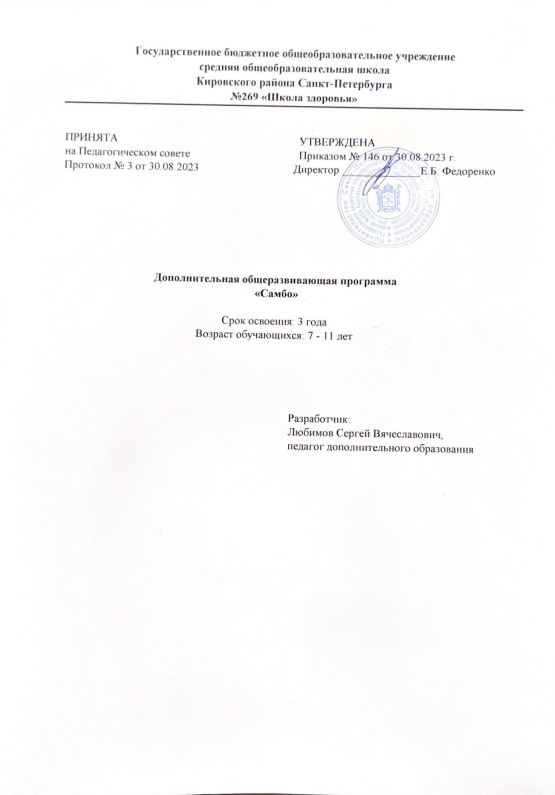 Государственное бюджетное общеобразовательное учреждение
средняя общеобразовательная школа
Кировского района Санкт-Петербурга
№269 «Школа здоровья»
ПРИНЯТА
на Педагогическом совете
Протокол № 3 от 30.08.2023
УТВЕРЖДЕНА
Приказом № 146 от 30.08.2023 г.
Директор _______________Е.Б. Федоренко
Дополнительная общеразвивающая программа
«Самбо»
Срок освоения: 3 года
Возраст обучающихся: 7 - 11 лет
Разработчик:
Любимов Сергей Вячеславович,
педагог дополнительного образования